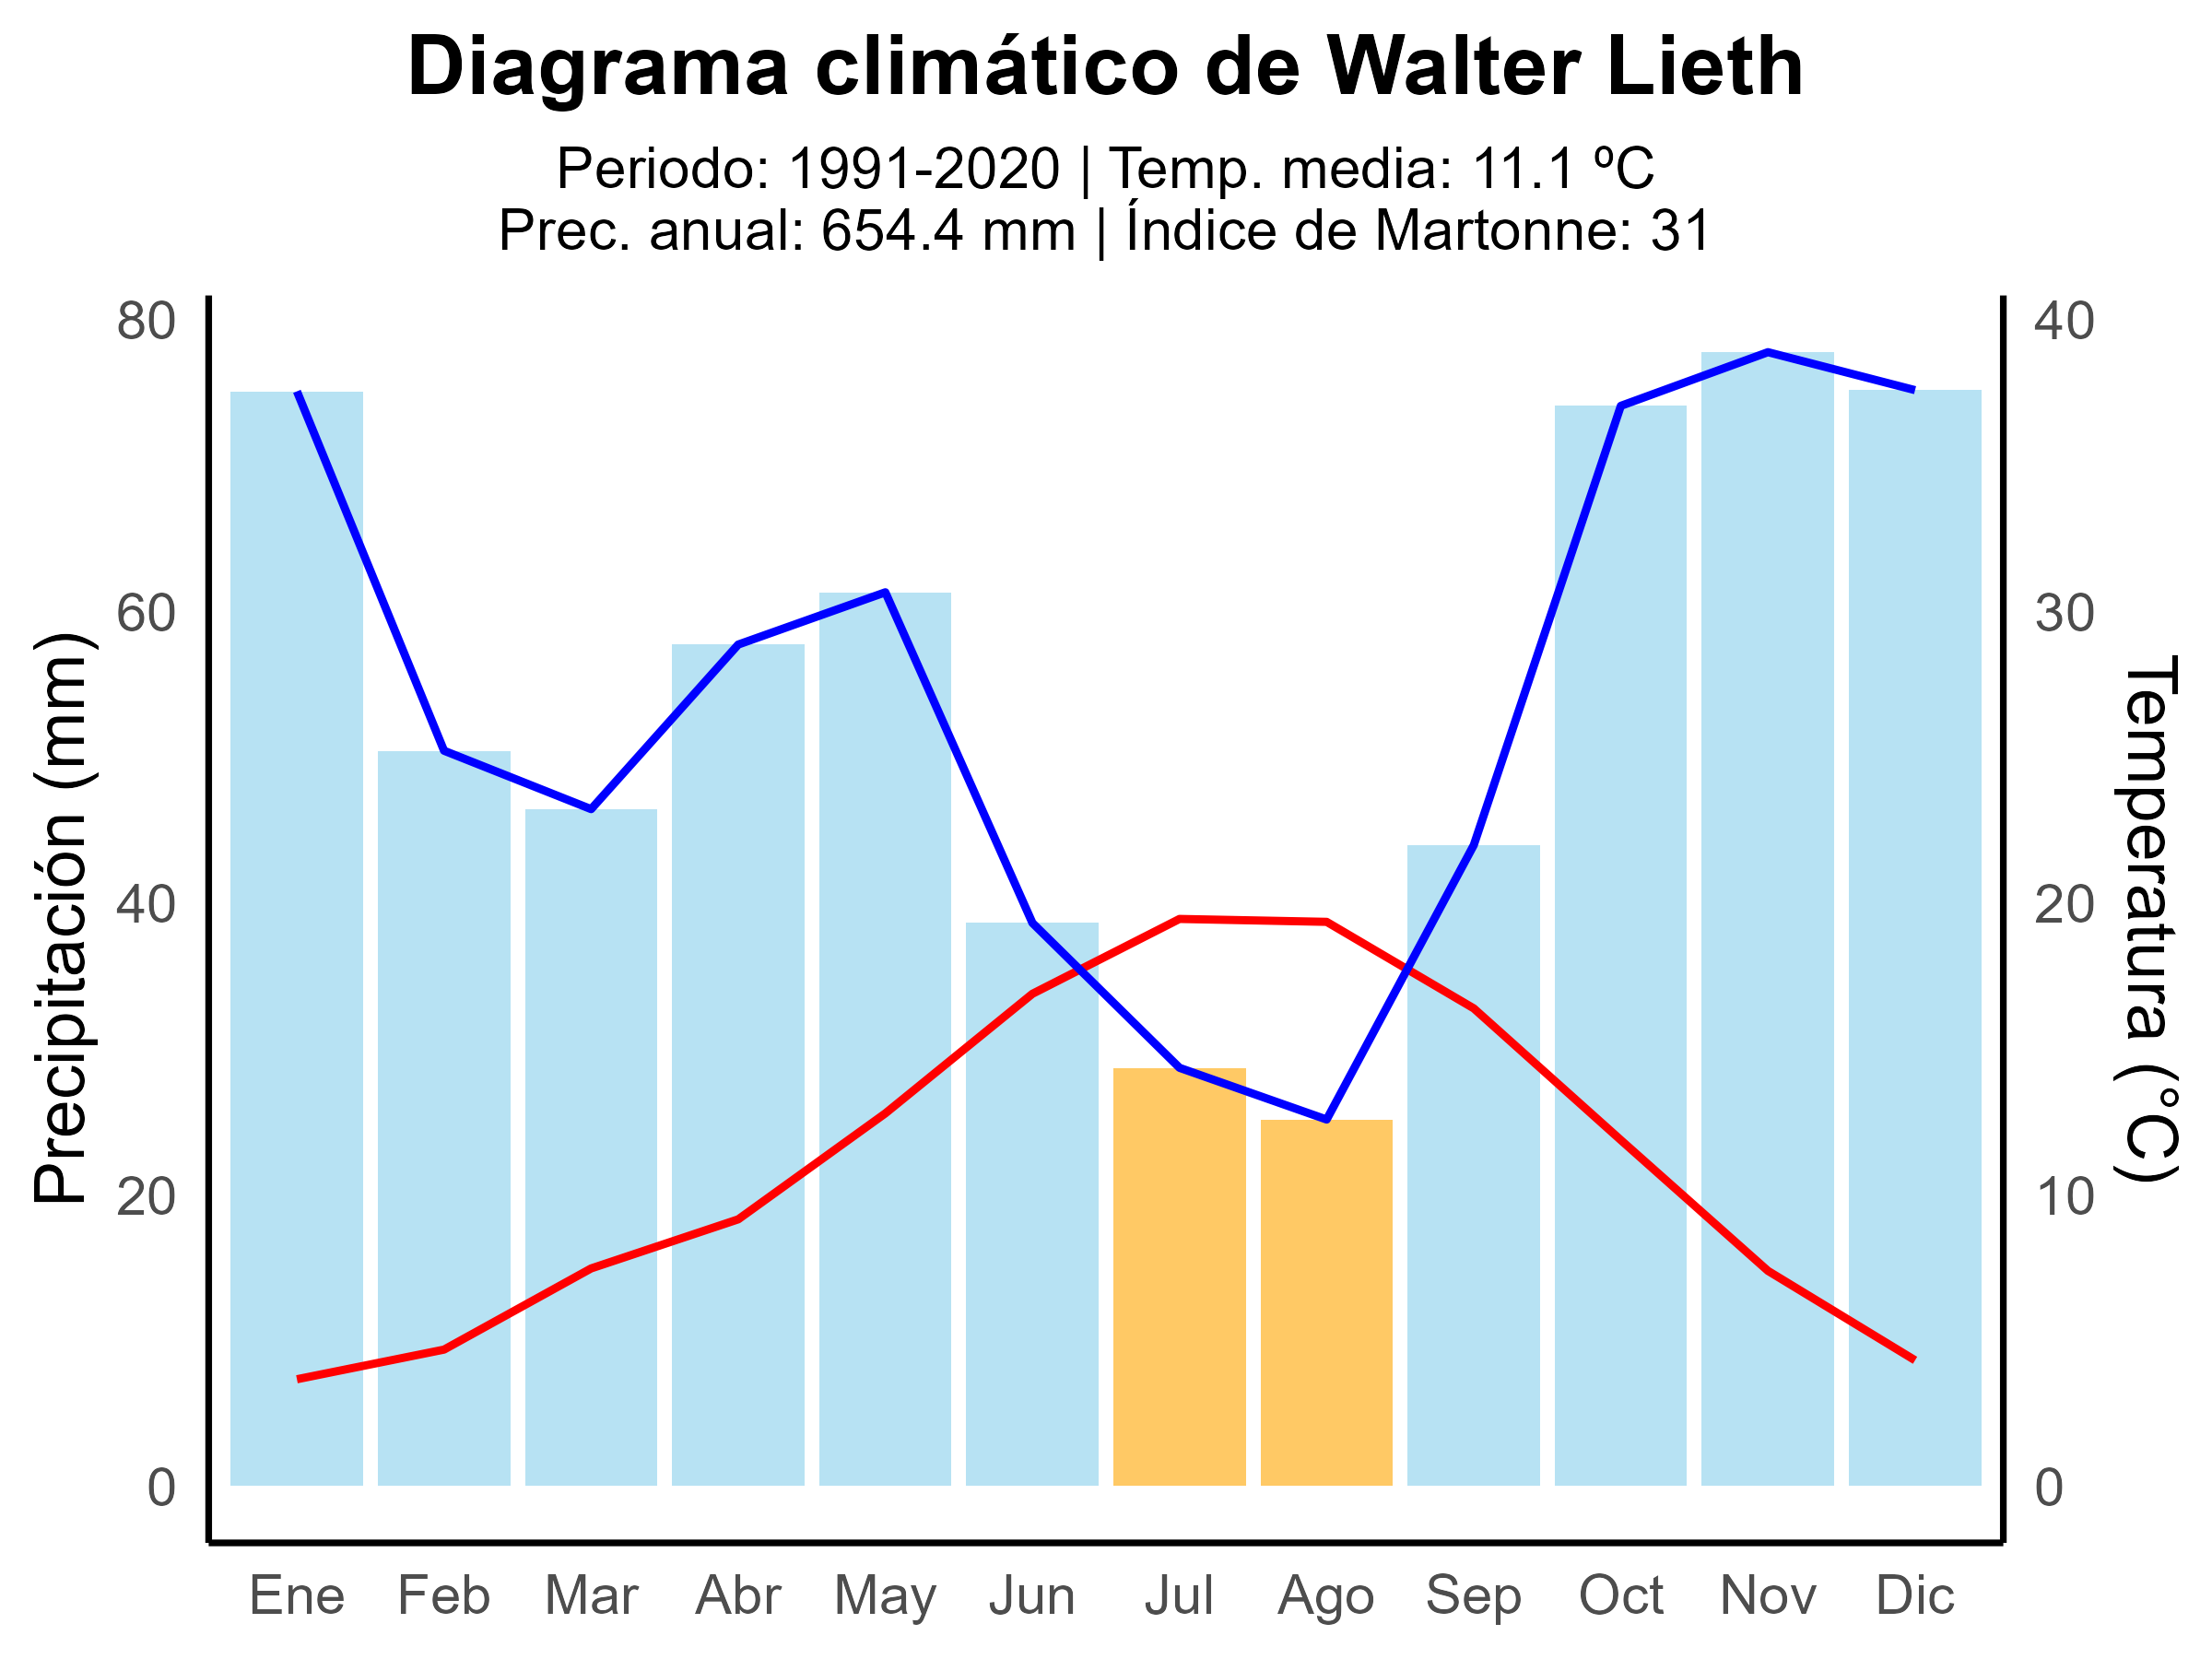 Diagrama climático de Walter Lieth
Periodo: 1991-2020 | Temp. media: 11.1 ºC
Prec. anual: 654.4 mm | Índice de Martonne: 31
Precipitación (mm)
80
60
40
20
0
40
30
20
10
0
Temperatura (°C)
Ene Feb Mar Abr May Jun Jul Ago Sep Oct Nov Dic